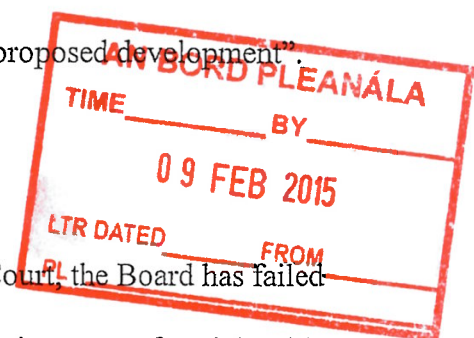 proposed development”.
AN BORD PLEANÁLA
TIME BY
09 FEB 2015
LTR DATED FROM
PL
Court, the Board has failed